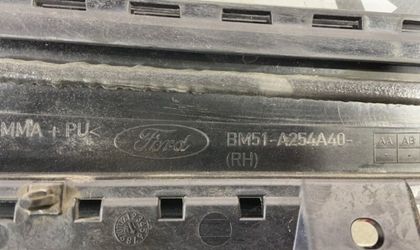 MMA + PU<
Ford
BM51-A254A40-
(RH)
AA AB